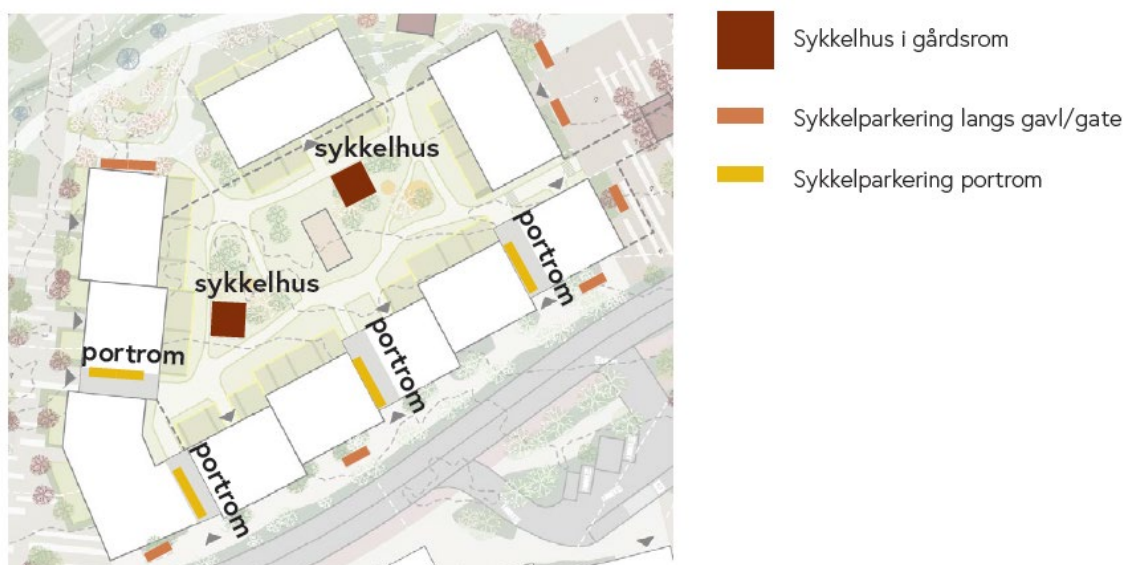 Sykkelhus i gårdsrom
Sykkelparkering langs gavl/gate
Sykkelparkering portrom
sykkelhus
portrom
sykkelhus
portrom
portrom
portrom